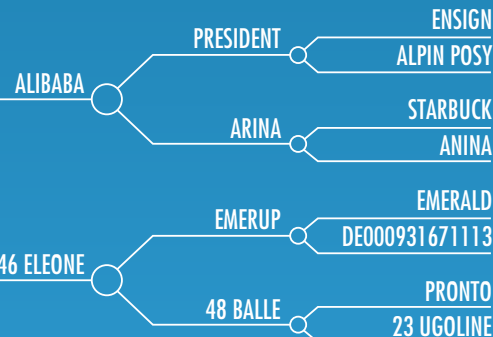 ENSIGN
PRESIDENT
ALPIN POSY
ALIBABA
STARBUCK
ARINA
ANINA
EMERALD
EMERUP
DE000931671113
46 ELEONE
PRONTO
48 BALLE
23 UGOLINE